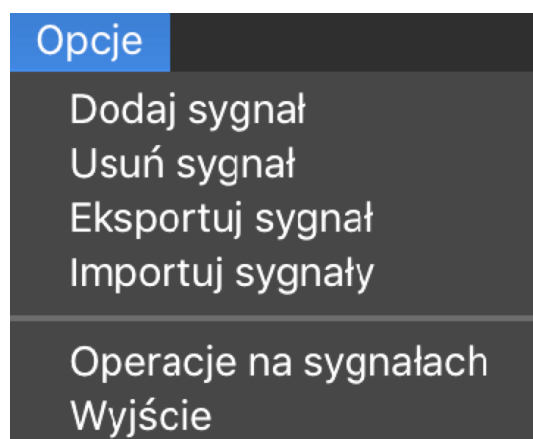 Opcje
Dodaj sygnał
Usuń sygnał
Eksportuj sygnał
Importuj sygnały
Operacje na sygnałach
Wyjście